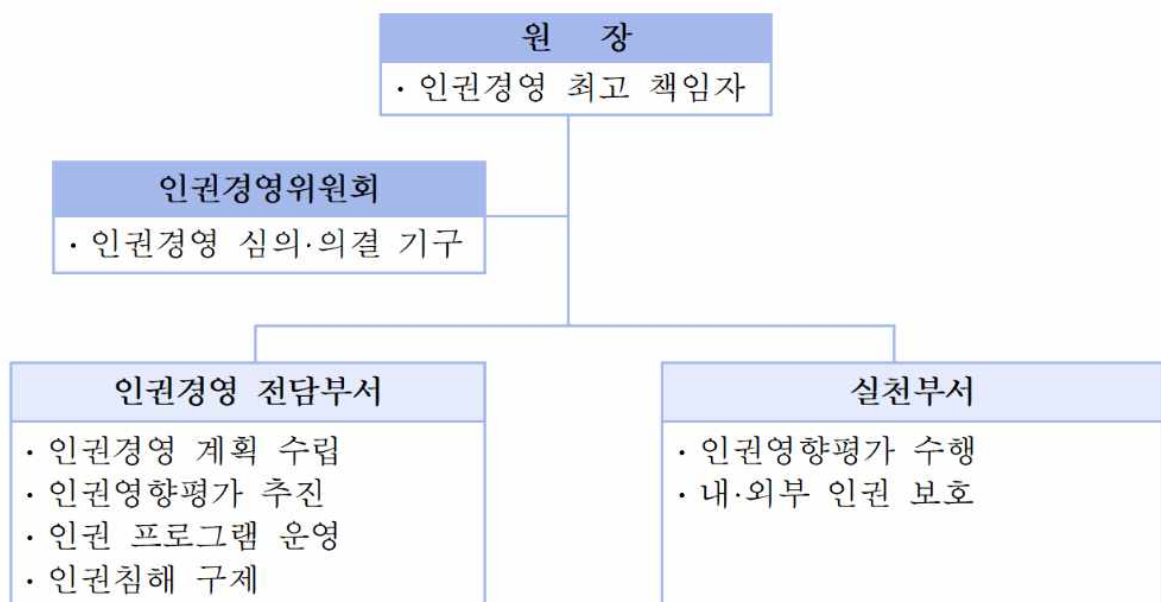 원 장
· 인권경영 최고 책임자
인권경영위원회
· 인권경영 심의·의결 기구
인권경영 전담부서
· 인권경영 계획 수립
· 인권영향평가 추진
· 인권 프로그램 운영
· 인권침해 구제
실천부서
· 인권영향평가 수행
· 내·외부 인권 보호